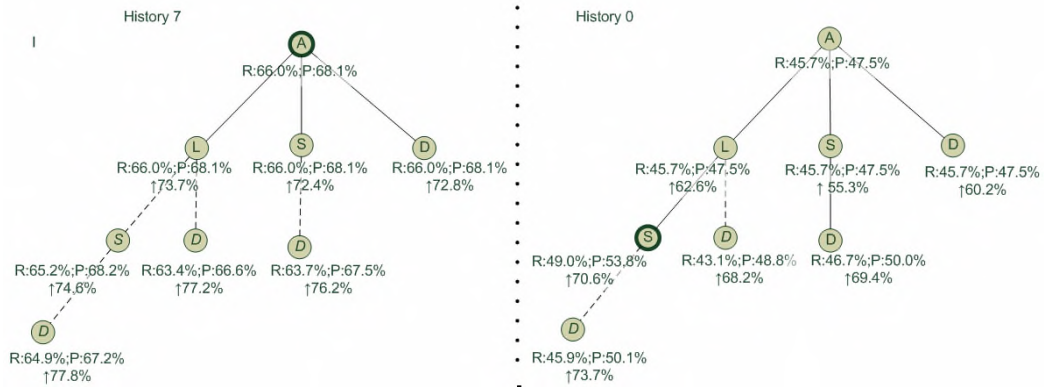 History 7
I
A
R:66.0%;P:68.1%
L
S
D
R:66.0%;P:68.1%
↑73.7%
R:66.0%;P:68.1%
↑72.4%
R:66.0%;P:68.1%
↑72.8%
S
D
D
R:65.2%;P:68.2%
↑74.6%
R:63.4%;P:66.6%
↑77.2%
R:63.7%;P:67.5%
↑76.2%
D
R:64.9%;P:67.2%
↑77.8%
History 0
A
R:45.7%;P:47.5%
L
S
D
R:45.7%;P:47.5%
↑62.6%
R:45.7%;P:47.5%
↑ 55.3%
R:45.7%;P:47.5%
↑60.2%
S
D
D
R:49.0%;P:53.8%
↑70.6%
R:43.1%;P:48.8%
↑68.2%
R:46.7%;P:50.0%
↑69.4%
D
R:45.9%;P:50.1%
↑73.7%